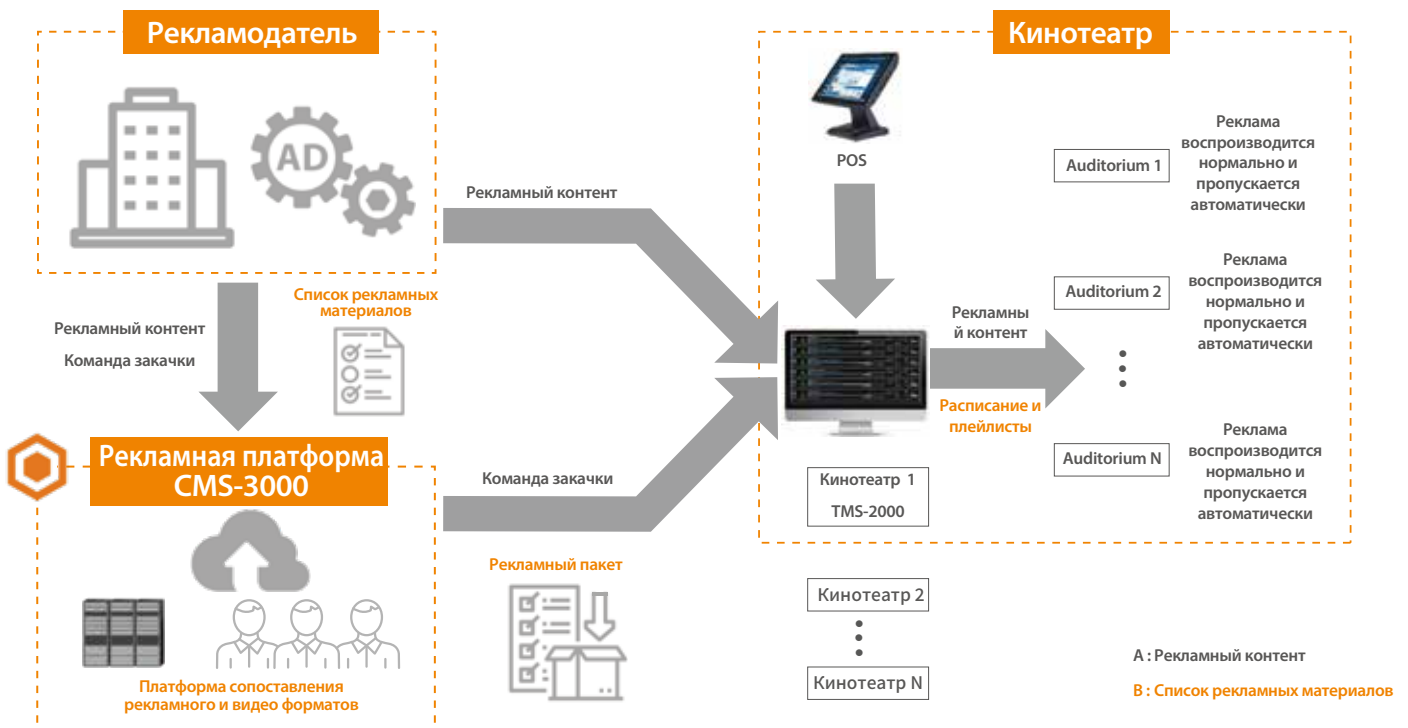 Рекламодатель
AD
Рекламный контент
Команда закачки
Список рекламных
материалов
Рекламная платформа
CMS-3000
Платформа сопоставления
рекламного и видео форматов
Рекламный контент
Команда закачки
Рекламный пакет
Кинотеатр
POS
Рекламны
й контент
Расписание и
плейлисты
Кинотеатр 1
TMS-2000
Auditorium 1
Реклама
воспроизводится
нормально и
пропускается
автоматически
Auditorium 2
Реклама
воспроизводится
нормально и
пропускается
автоматически
Auditorium N
Реклама
воспроизводится
нормально и
пропускается
автоматически
Кинотеатр 2
Кинотеатр N
A : Рекламный контент
B : Список рекламных материалов